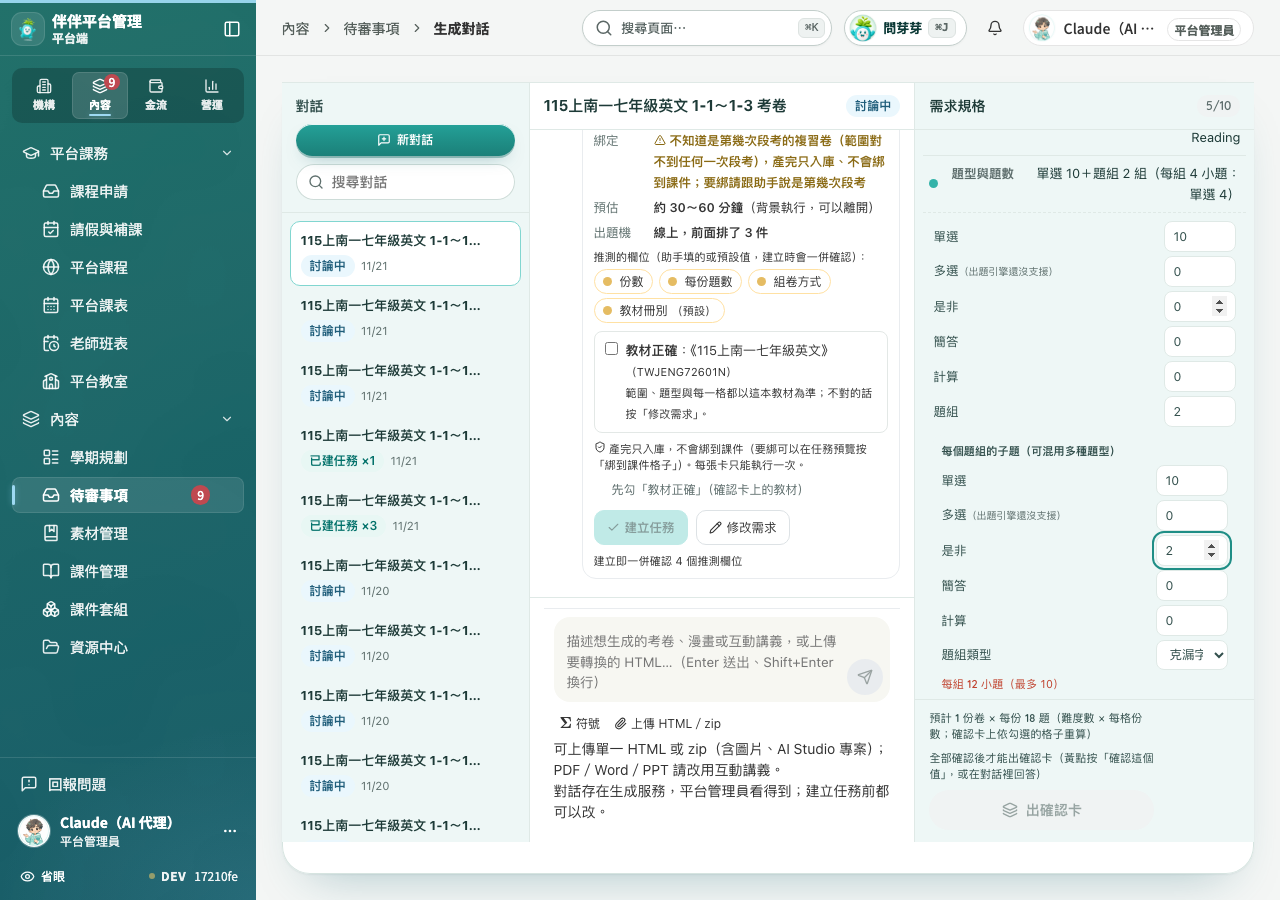 伴伴平台管理
平台端
機構
9
內容
金流
營運
平台課務
課程申請
請假與補課
平台課程
平台課表
老師班表
平台教室
內容
學期規劃
待審事項
9
素材管理
課件管理
課件套組
資源中心
回報問題
Claude（AI 代理）
平台管理員
省眼
DEV 17210fe
內容
待審事項
生成對話
搜尋頁面…
⌘K
問芽芽
⌘J
Claude（AI …
平台管理員
對話
新對話
搜尋對話
115上南一七年級英文 1-1～1...
討論中 11/21
115上南一七年級英文 1-1～1...
討論中 11/21
115上南一七年級英文 1-1～1...
討論中 11/21
115上南一七年級英文 1-1～1...
已建任務 ×1 11/21
115上南一七年級英文 1-1～1...
已建任務 ×3 11/21
115上南一七年級英文 1-1～1...
討論中 11/20
115上南一七年級英文 1-1～1...
討論中 11/20
115上南一七年級英文 1-1～1...
討論中 11/20
115上南一七年級英文 1-1～1...
討論中 11/20
115上南一七年級英文 1-1～1...
115上南一七年級英文 1-1～1-3 考卷
討論中
綁定
不知道是第幾次段考的複習卷（範圍對
不到任何一次段考），產完只入庫、不會綁
到課件；要綁請跟助手說是第幾次段考
預估
約 30～60 分鐘（背景執行，可以離開）
出題機
線上，前面排了 3 件
推測的欄位（助手填的或預設值，建立時會一併確認）：
份數
每份題數
組卷方式
教材冊別 （預設）
教材正確：《115上南一七年級英文》
（TWJENG72601N）
範圍、題型與每一格都以這本教材為準；不對的話
按「修改需求」。
產完只入庫，不會綁到課件（要綁可以在任務預覽按
「綁到課件格子」）。每張卡只能執行一次。
先勾「教材正確」（確認卡上的教材）
建立任務
修改需求
建立即一併確認 4 個推測欄位
描述想生成的考卷、漫畫或互動講義，或上傳
要轉換的 HTML...（Enter 送出、Shift+Enter
換行）
Σ 符號
上傳 HTML / zip
可上傳單一 HTML 或 zip（含圖片、AI Studio 專案）；
PDF / Word / PPT 請改用互動講義。
對話存在生成服務，平台管理員看得到；建立任務前都
可以改。
需求規格
5/10
Reading
題型與題數
單選 10＋題組 2 組（每組 4 小題：
單選 4）
單選
10
多選（出題引擎還沒支援）
0
是非
0
簡答
0
計算
0
題組
2
每個題組的子題（可混用多種題型）
單選
10
多選（出題引擎還沒支援）
0
是非
2
簡答
0
計算
0
題組類型
克漏字
每組 12 小題（最多 10）
預計 1 份卷 × 每份 18 題（難度數 × 每格份
數；確認卡上依勾選的格子重算）
全部確認後才能出確認卡（黃點按「確認這個
值」，或在對話裡回答）
出確認卡